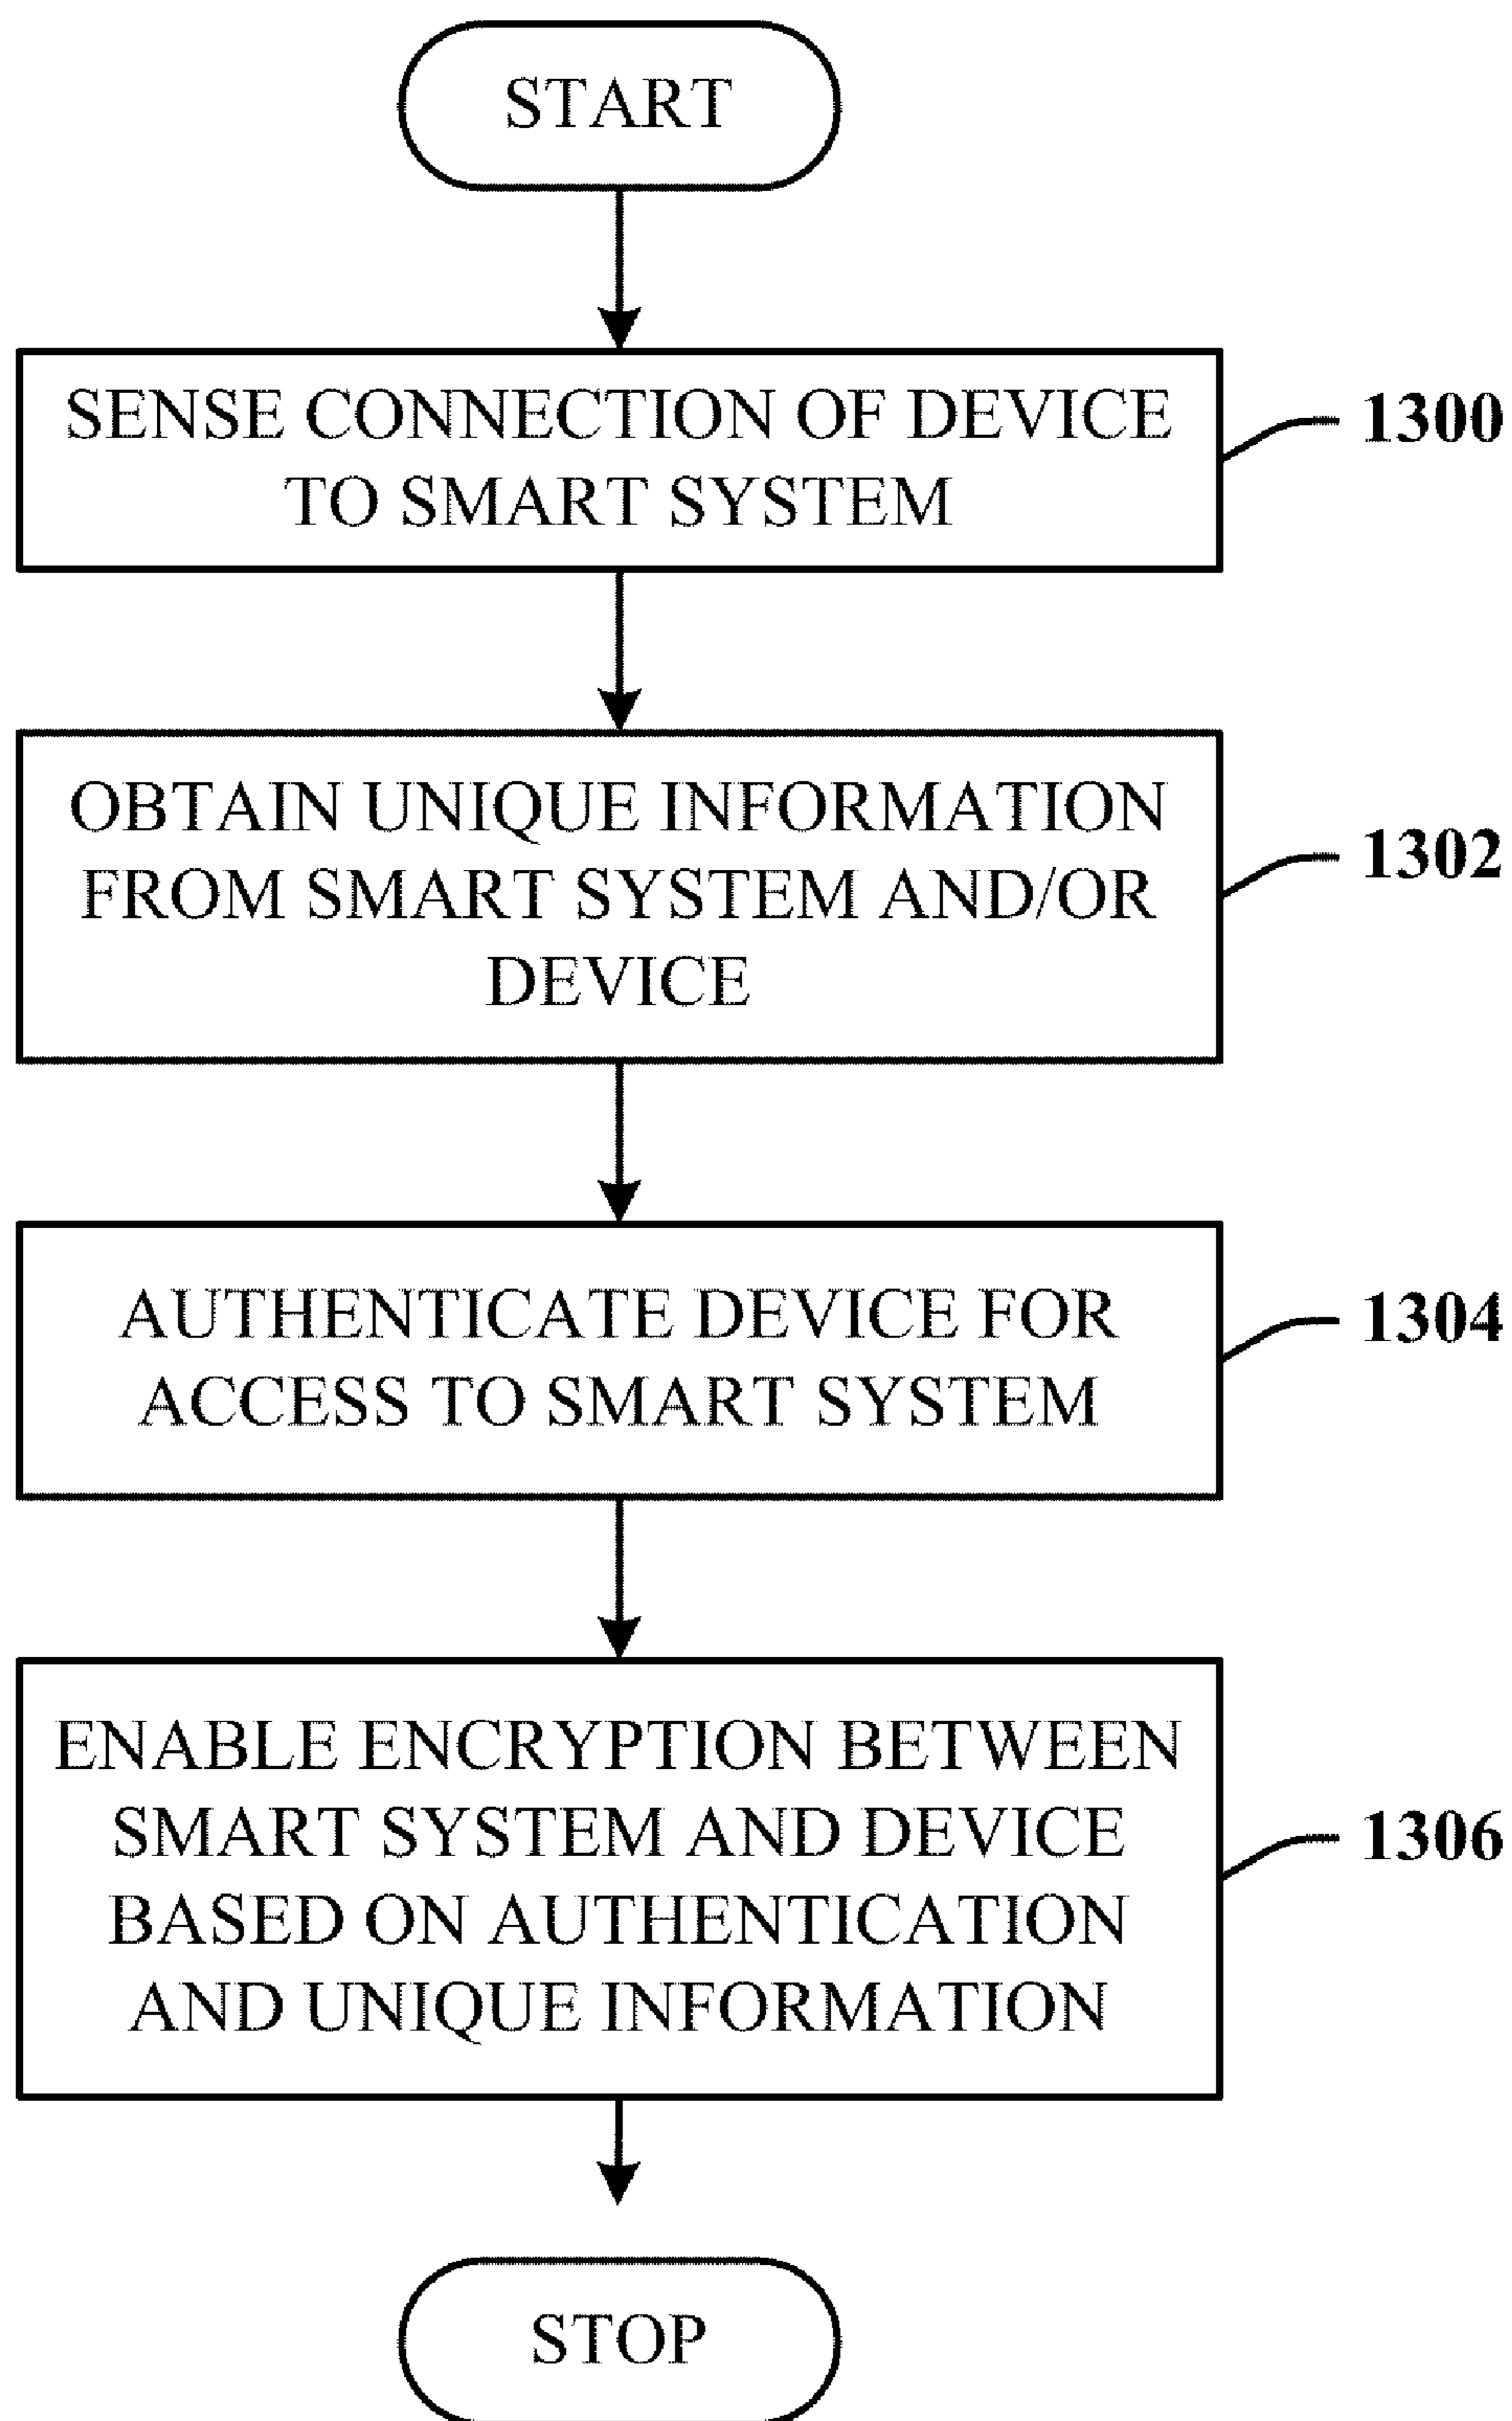 START
SENSE CONNECTION OF DEVICE
TO SMART SYSTEM
1300
OBTAIN UNIQUE INFORMATION
FROM SMART SYSTEM AND/OR
DEVICE
1302
AUTHENTICATE DEVICE FOR
ACCESS TO SMART SYSTEM
1304
ENABLE ENCRYPTION BETWEEN
SMART SYSTEM AND DEVICE
BASED ON AUTHENTICATION
AND UNIQUE INFORMATION
1306
STOP